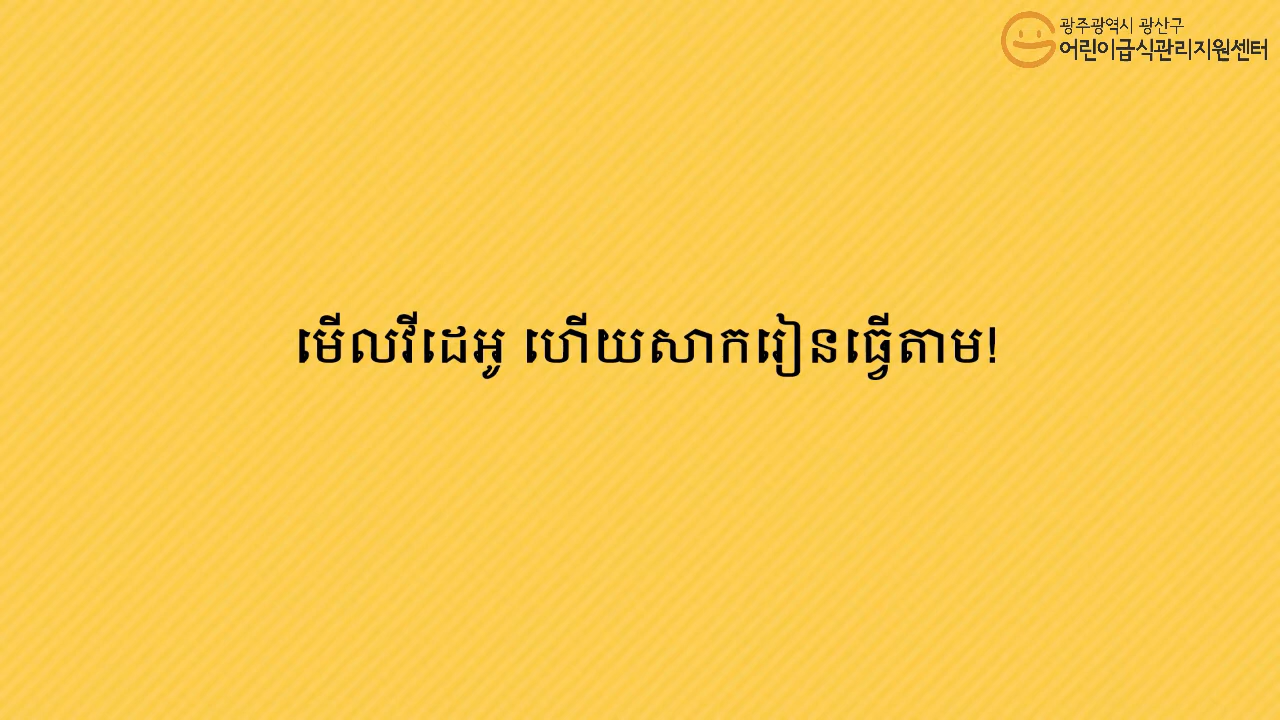 광주광역시 광산구
어린이급식관리지원센터
មើលវីដេអូ ហើយសាករៀនធ្វើតាម!